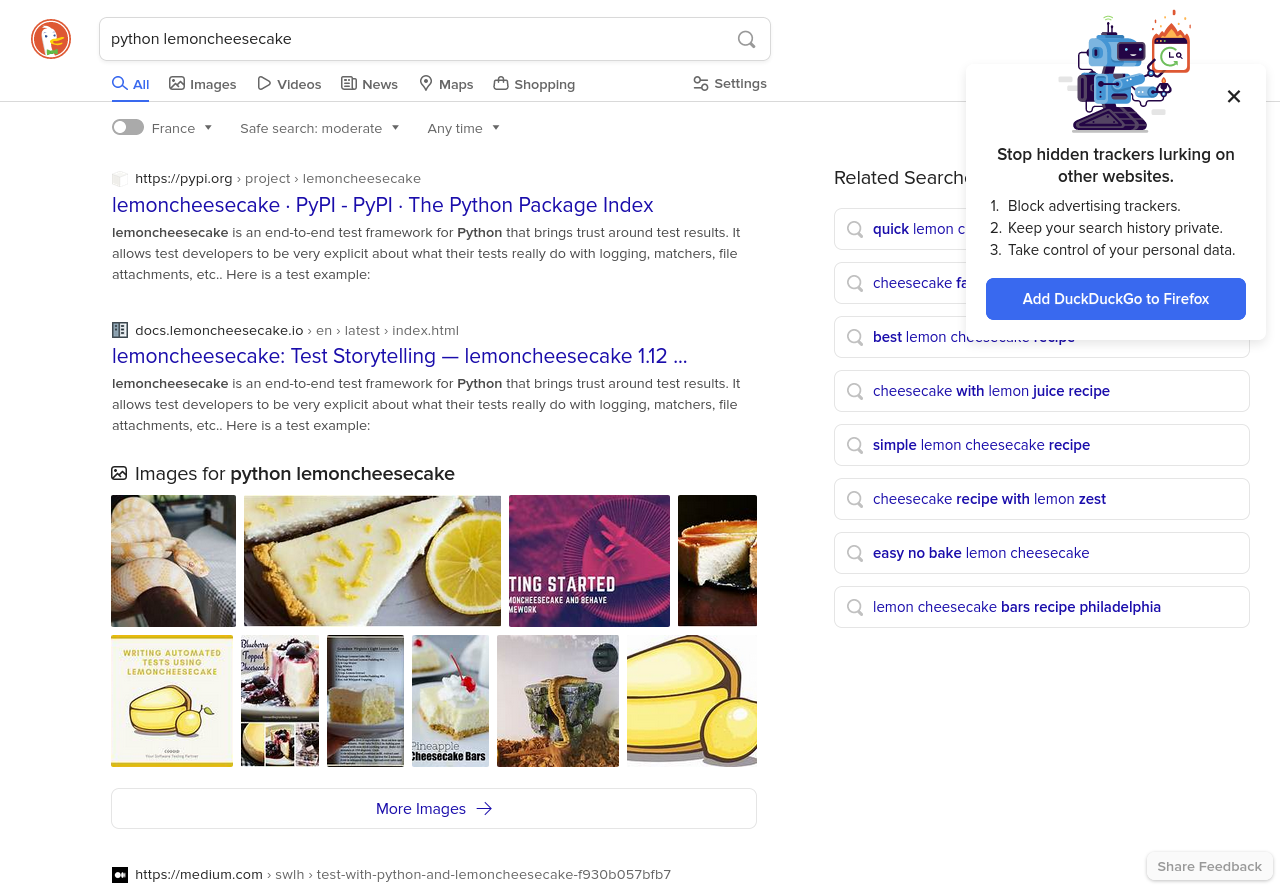 python lemoncheesecake
All
Images
Videos
News
Maps
Shopping
Settings
France
Safe search: moderate
Any time
https://pypi.org › project › lemoncheesecake
lemoncheesecake · PyPI - PyPI · The Python Package Index
lemoncheesecake is an end-to-end test framework for Python that brings trust around test results. It
allows test developers to be very explicit about what their tests really do with logging, matchers, file
attachments, etc.. Here is a test example:
docs.lemoncheesecake.io › en › latest › index.html
lemoncheesecake: Test Storytelling — lemoncheesecake 1.12 ...
lemoncheesecake is an end-to-end test framework for Python that brings trust around test results. It
allows test developers to be very explicit about what their tests really do with logging, matchers, file
attachments, etc.. Here is a test example:
Images for python lemoncheesecake
TING STARTED
MONCHEESECAKE AND BEHAVE
MEWORK
WRITING AUTOMATED
TESTS USING
LEMONCHEESECAKE
Your Software Testing Partner
Blueberry
Topped
Cheesecake
Pineapple
Cheesecake Bars
More Images
https://medium.com › swlh › test-with-python-and-lemoncheesecake-f930b057bfb7
Related Searche
quick lemon c
cheesecake fa
best lemon cheesecake recipe
cheesecake with lemon juice recipe
simple lemon cheesecake recipe
cheesecake recipe with lemon zest
easy no bake lemon cheesecake
lemon cheesecake bars recipe philadelphia
Stop hidden trackers lurking on
other websites.
1. Block advertising trackers.
2. Keep your search history private.
3. Take control of your personal data.
Add DuckDuckGo to Firefox
Share Feedback